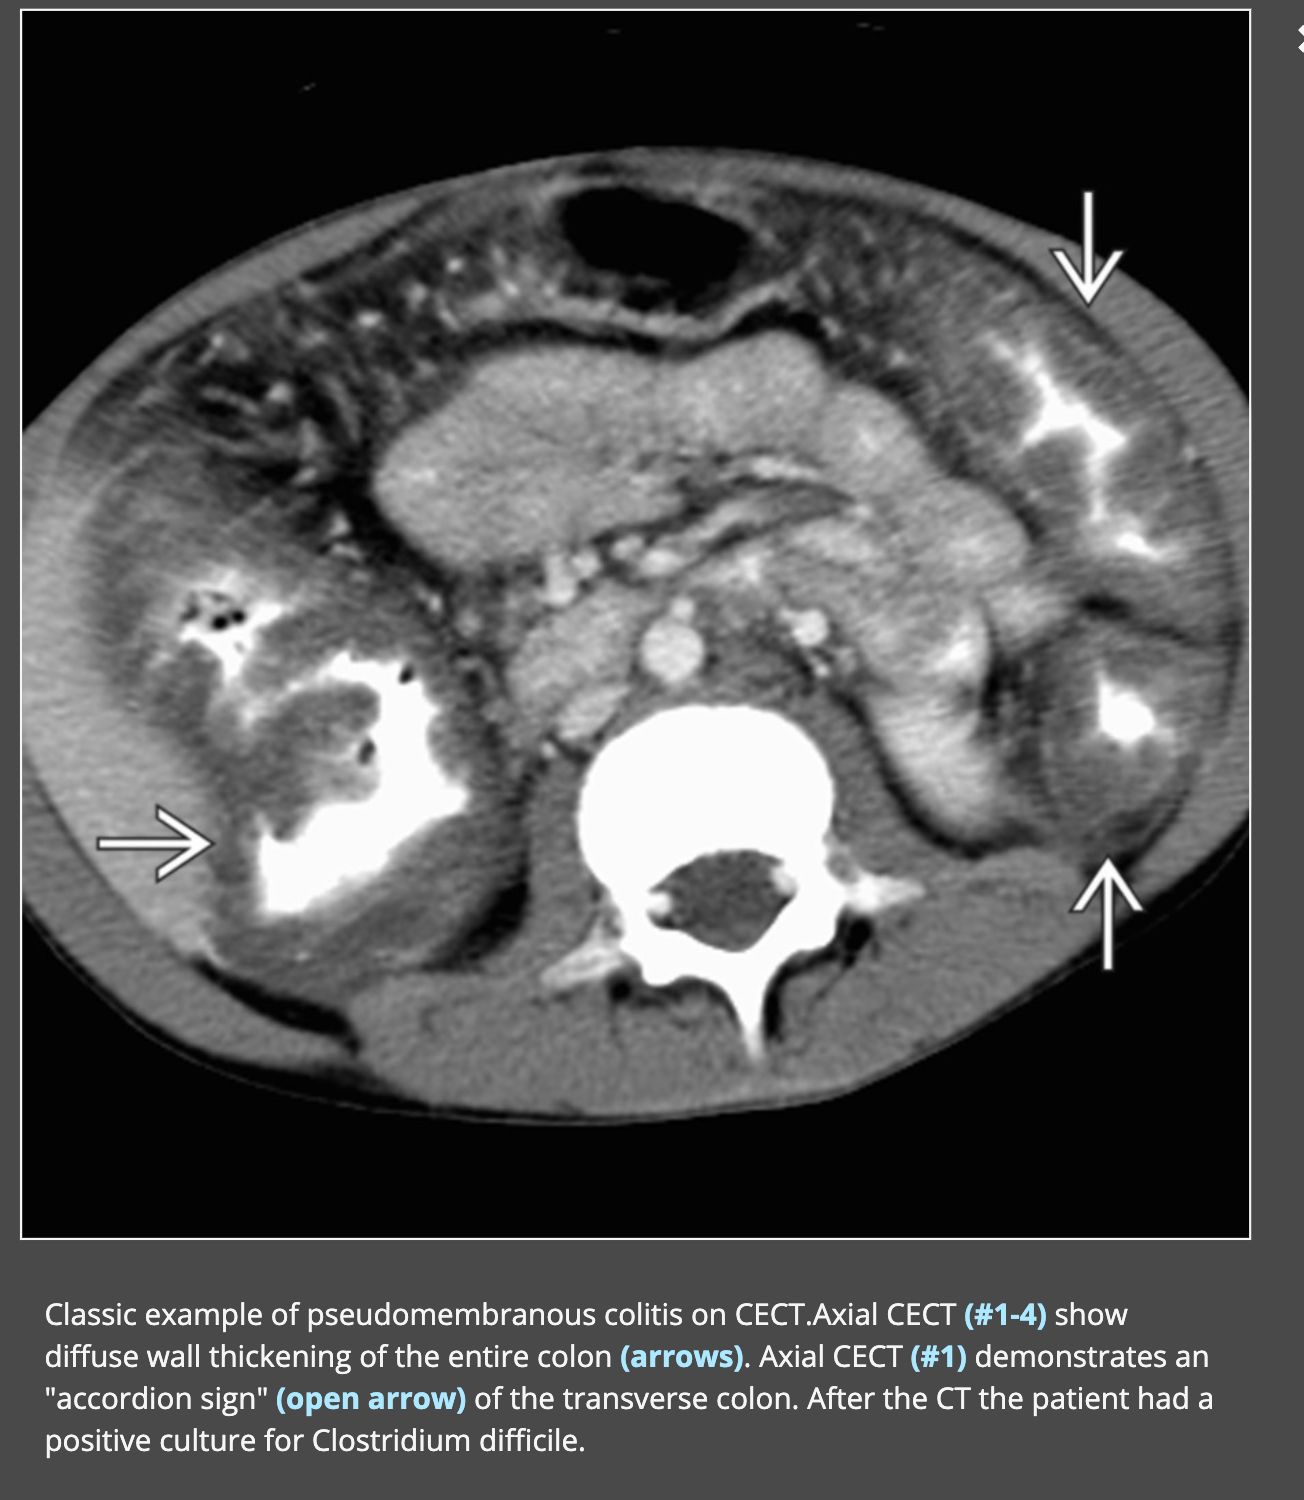 Classic example of pseudomembranous colitis on CECT.Axial CECT (#1-4) show
diffuse wall thickening of the entire colon (arrows). Axial CECT (#1) demonstrates an
"accordion sign" (open arrow) of the transverse colon. After the CT the patient had a
positive culture for Clostridium difficile.